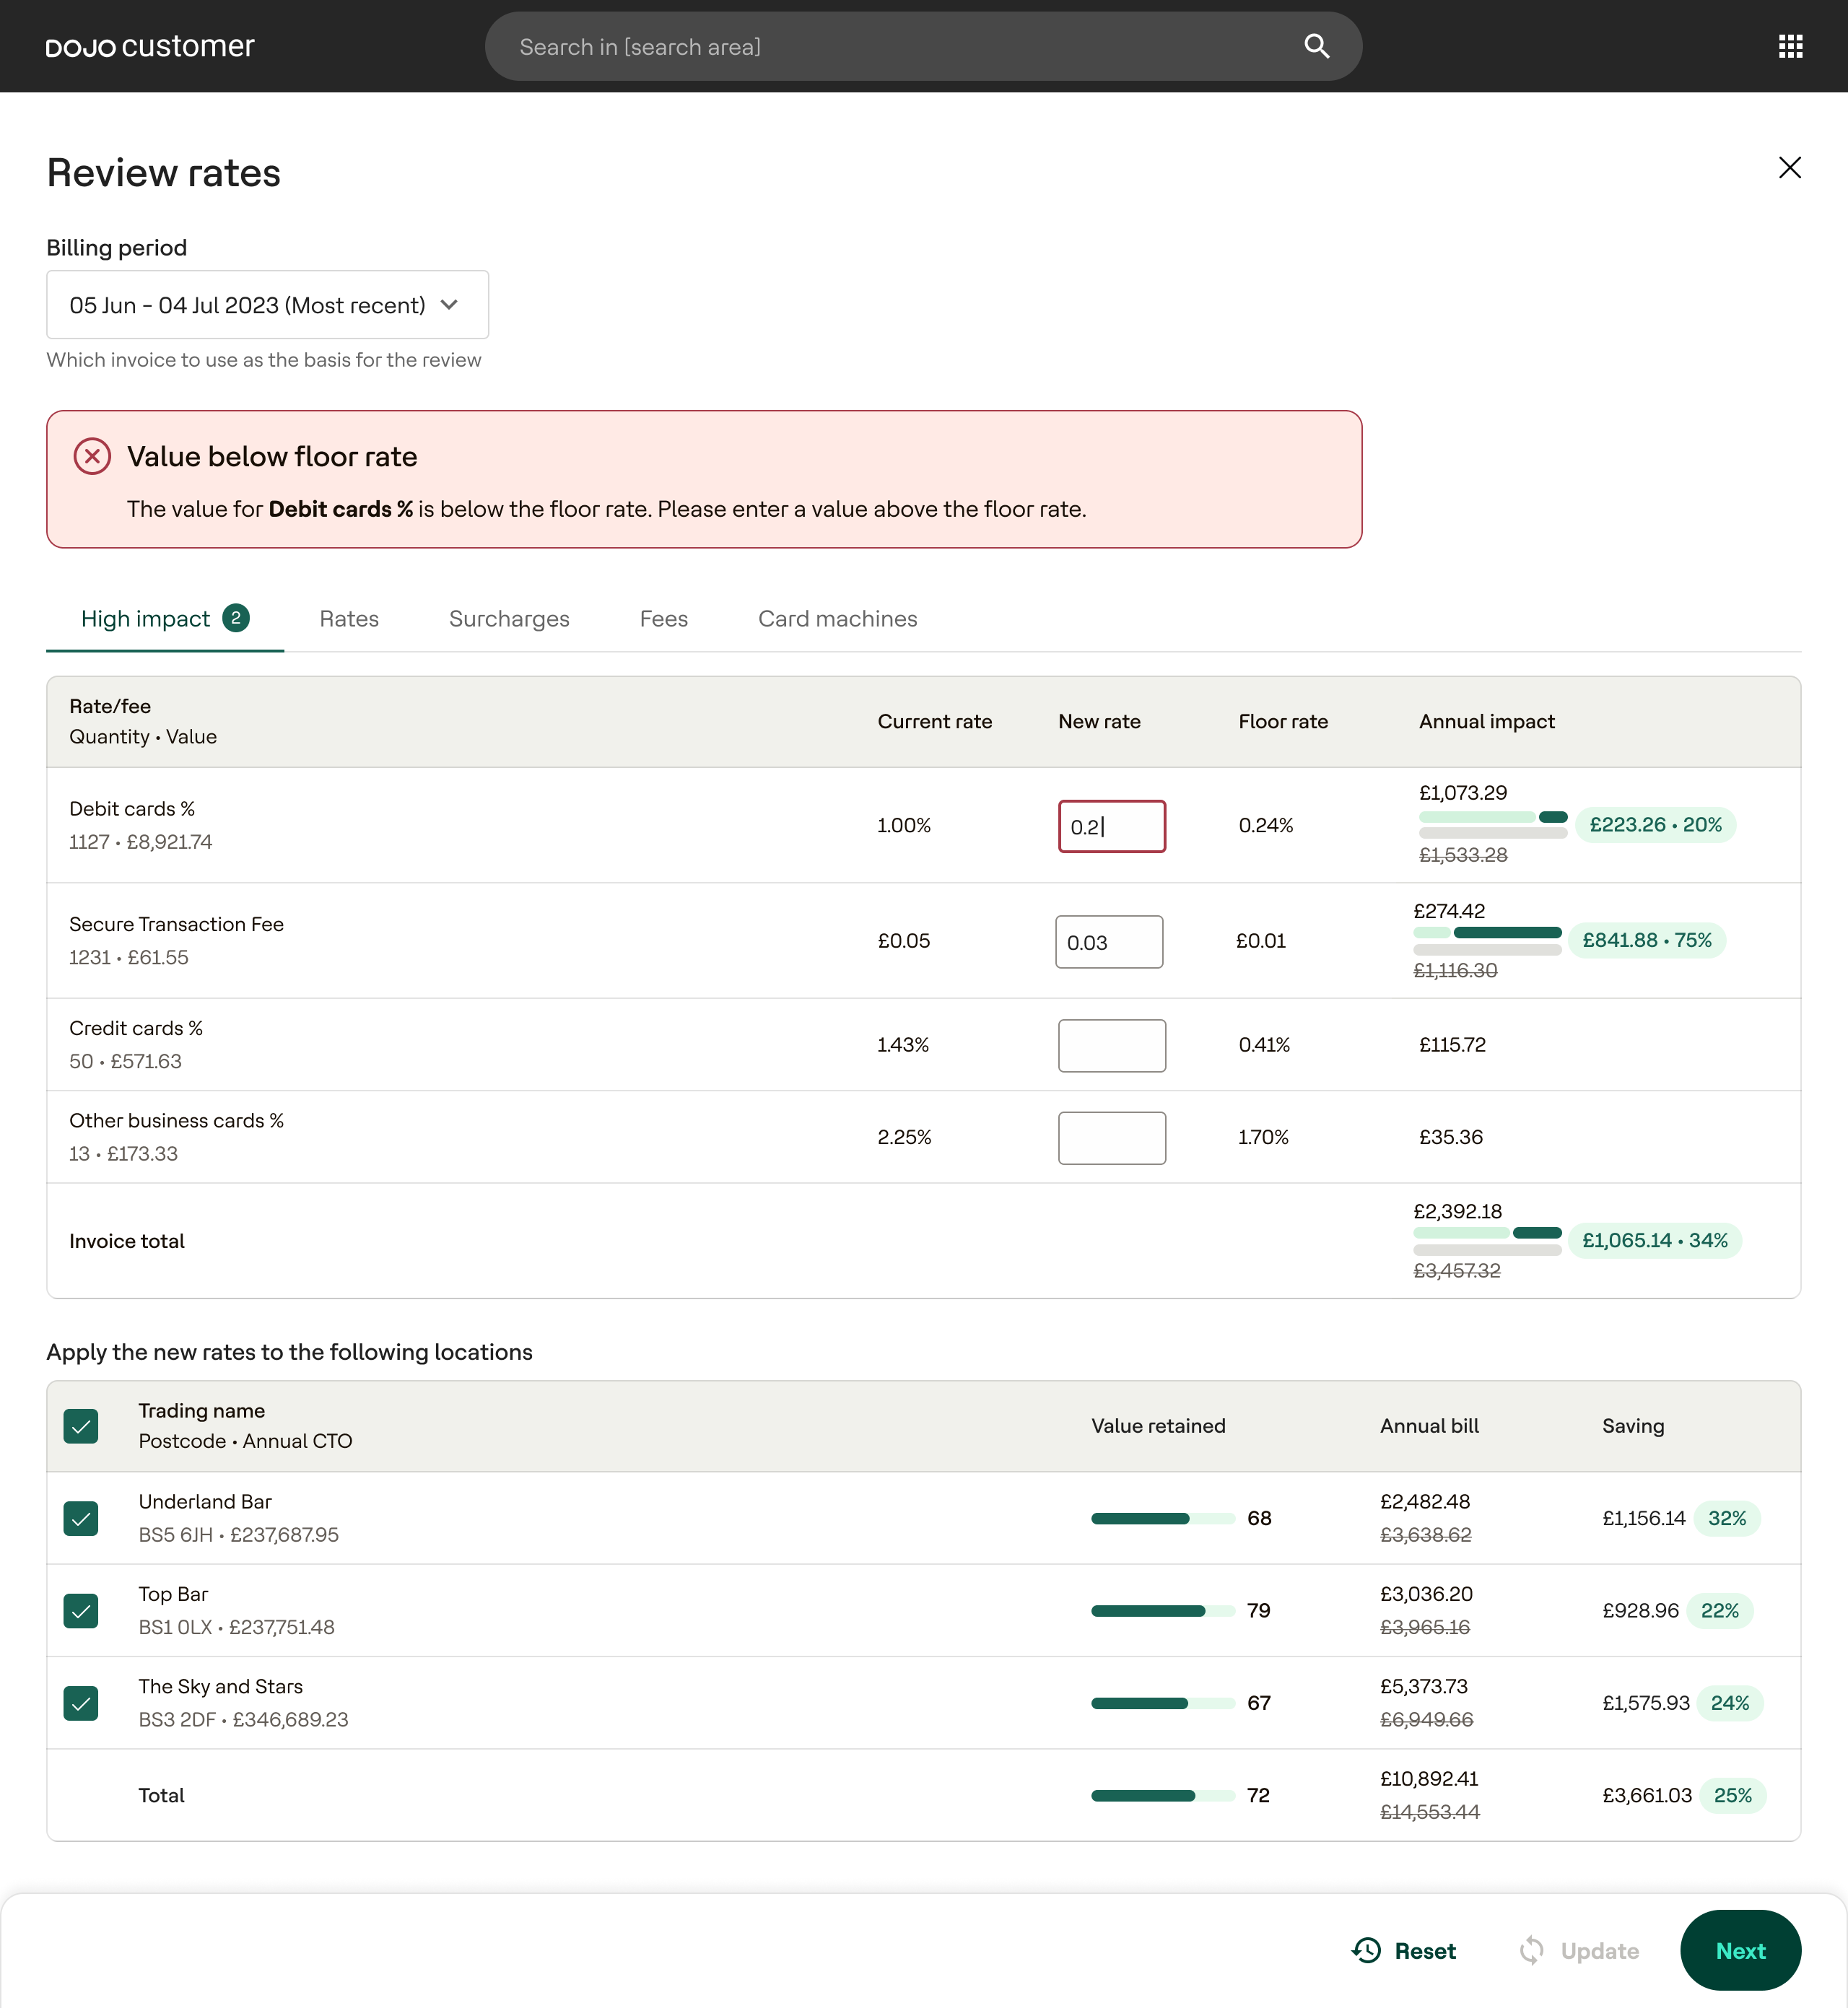 DOJO customer
Search in [search area]
Review rates
Billing period
05 Jun - 04 Jul 2023 (Most recent)
Which invoice to use as the basis for the review
Value below floor rate
The value for Debit cards % is below the floor rate. Please enter a value above the floor rate.
High impact 2 Rates Surcharges Fees Card machines
Rate/fee
Quantity • Value
Current rate New rate Floor rate Annual impact
Debit cards %
1127 • £8,921.74
1.00% 0.2 0.24%
£1,073.29
£223.26 • 20%
£1,533.28
Secure Transaction Fee
1231 • £61.55
£0.05 0.03 £0.01
£274.42
£841.88 • 75%
£1,116.30
Credit cards %
50 • £571.63
1.43% 0.41% £115.72
Other business cards %
13 • £173.33
2.25% 1.70% £35.36
Invoice total
£2,392.18
£1,065.14 • 34%
£3,457.32
Apply the new rates to the following locations
Trading name
Postcode • Annual CTO
Value retained Annual bill Saving
Underland Bar
BS5 6JH • £237,687.95
68
£2,482.48
£3,638.62
£1,156.14 32%
Top Bar
BS1 0LX • £237,751.48
79
£3,036.20
£3,965.16
£928.96 22%
The Sky and Stars
BS3 2DF • £346,689.23
67
£5,373.73
£6,949.66
£1,575.93 24%
Total
72
£10,892.41
£14,553.44
£3,661.03 25%
Reset Update Next